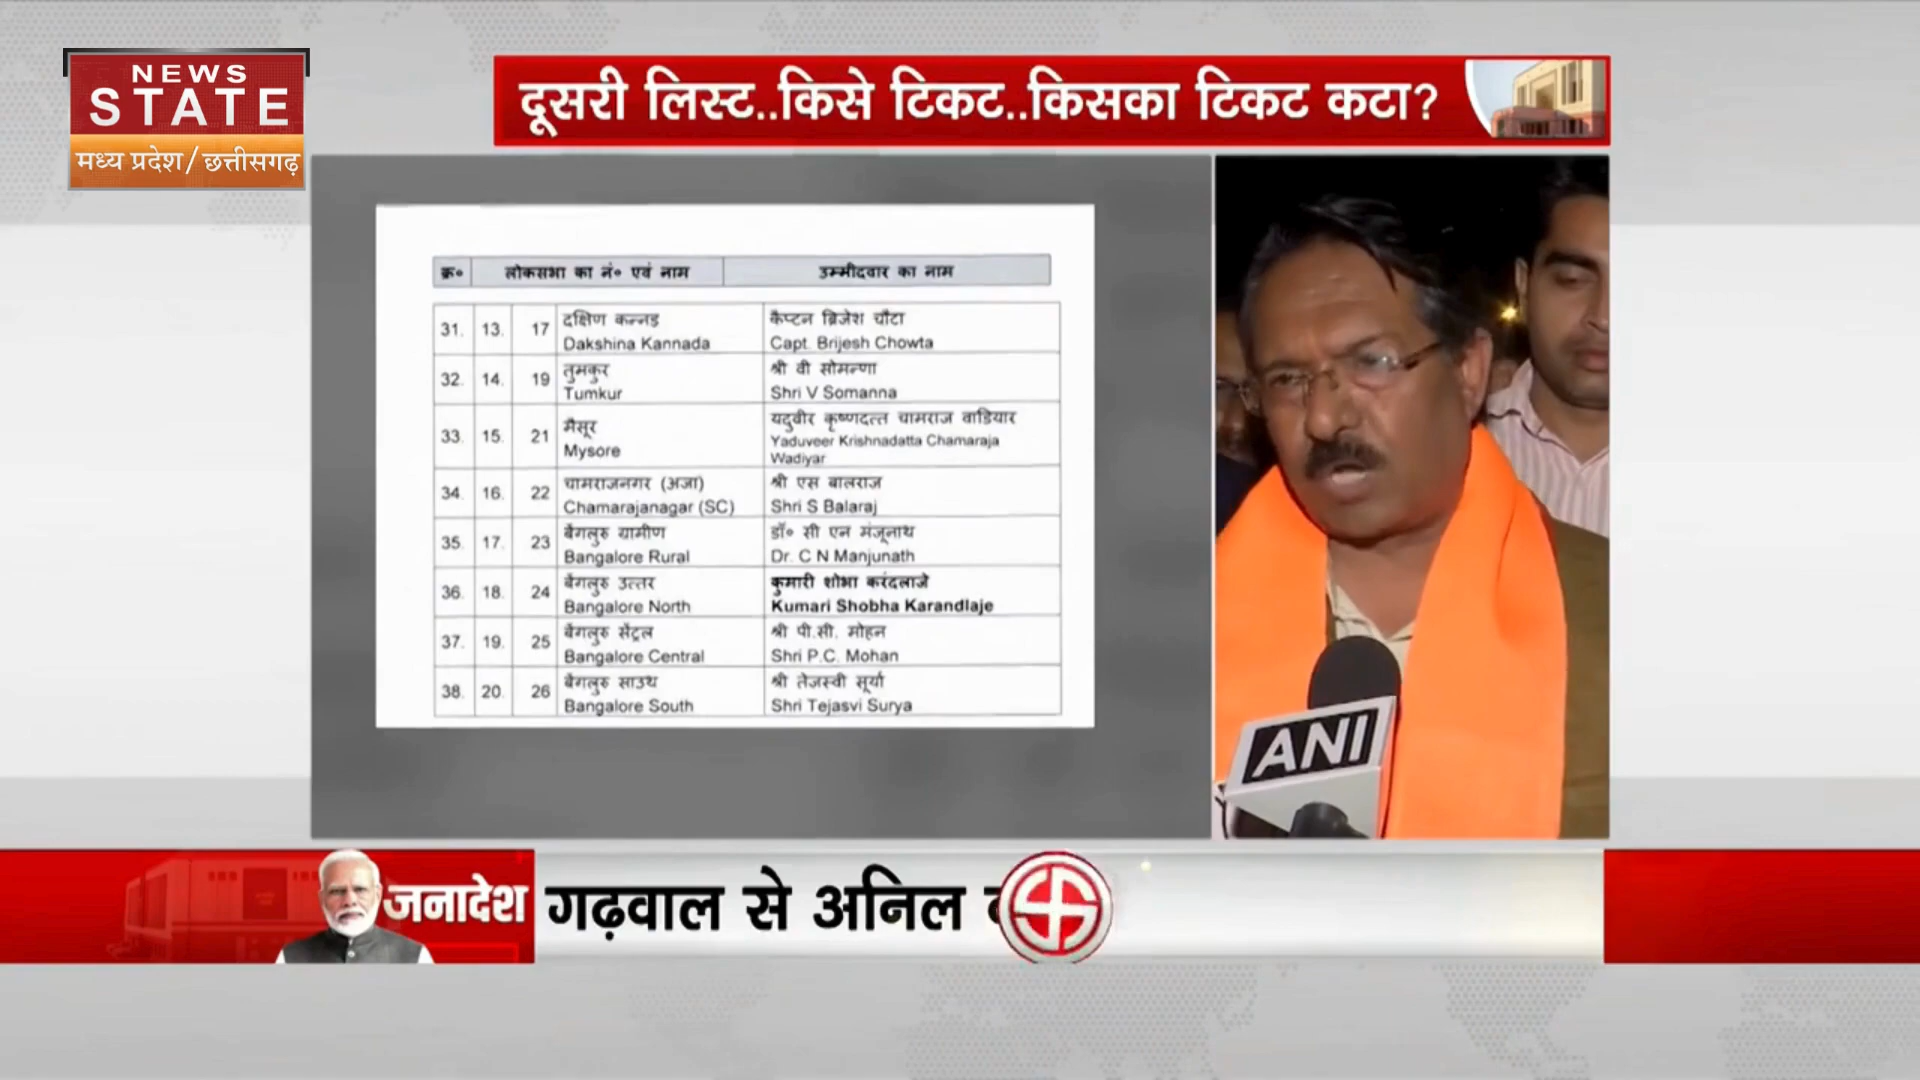 NEWS
STATE
मध्य प्रदेश/छत्तीसगढ़
दूसरी लिस्ट..किसे टिकट..किसका टिकट कटा?
क्र० लोकसभा का नं० एवं नाम उम्मीदवार का नाम
31. 13. 17 दक्षिण कन्नड़ कैप्टन ब्रिजेश चौटा
Dakshina Kannada Capt. Brijesh Chowta
32. 14. 19 तुमकुर श्री वी सोमन्णा
Tumkur Shri V Somanna
33. 15. 21 मैसूर यदुवीर कृष्णदत्त चामराज वाडियार
Mysore Yaduveer Krishnadatta Chamaraja
Wadiyar
34. 16. 22 चामराजनगर (अजा) श्री एस बालराज
Chamarajanagar (SC) Shri S Balaraj
35. 17. 23 बेंगलुरु ग्रामीण डॉ० सी एन मंजूनाथ
Bangalore Rural Dr. C N Manjunath
36. 18. 24 बेंगलुरु उत्तर कुमारी शोभा करंदलाजे
Bangalore North Kumari Shobha Karandlaje
37. 19. 25 बेंगलुरु सेंट्रल श्री पी.सी. मोहन
Bangalore Central Shri P.C. Mohan
38. 20. 26 बेंगलुरु साउथ श्री तेजस्वी सूर्या
Bangalore South Shri Tejasvi Surya
ANI
जनादेश
गढ़वाल से अनिल